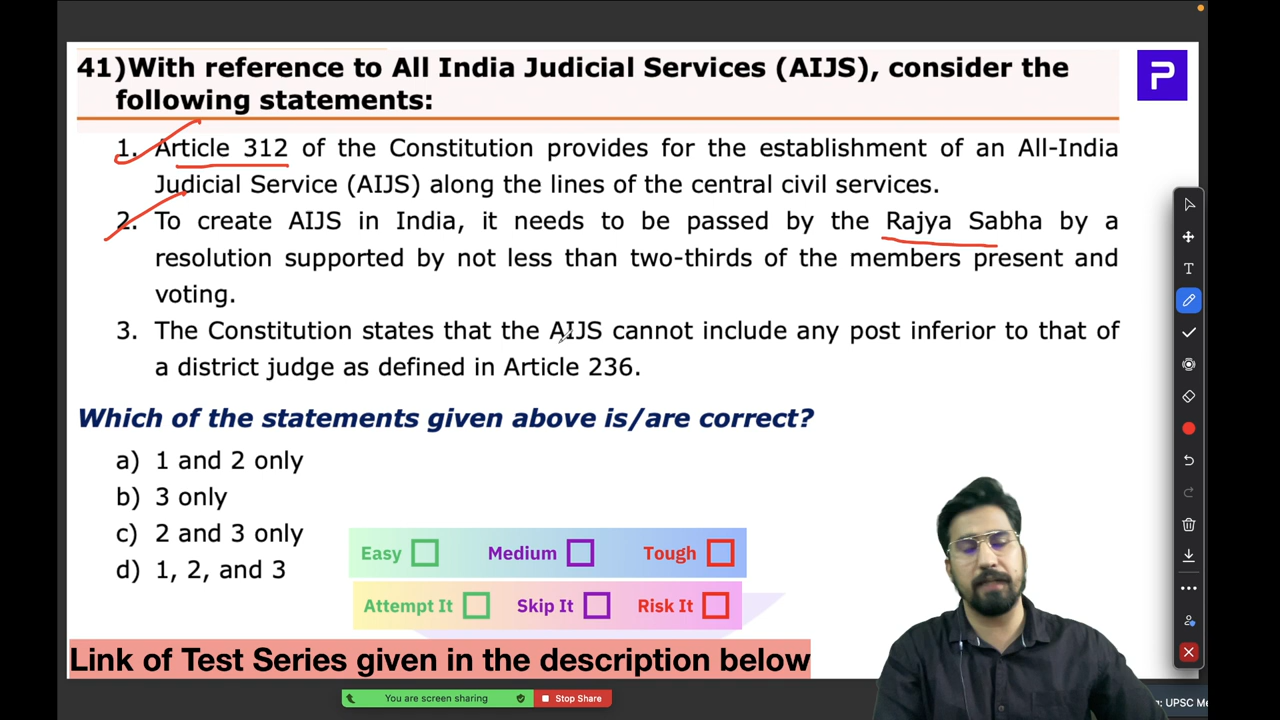 41)With reference to All India Judicial Services (AIJS), consider the
following statements:
1. Article 312 of the Constitution provides for the establishment of an All-India
Judicial Service (AIJS) along the lines of the central civil services.
2. To create AIJS in India, it needs to be passed by the Rajya Sabha by a
resolution supported by not less than two-thirds of the members present and
voting.
3. The Constitution states that the AIJS cannot include any post inferior to that of
a district judge as defined in Article 236.
Which of the statements given above is/are correct?
a) 1 and 2 only
b) 3 only
c) 2 and 3 only
d) 1, 2, and 3
Easy Medium Tough
Attempt It Skip It Risk It
Link of Test Series given in the description below
You are screen sharing Stop Share
: UPSC Me
P
T